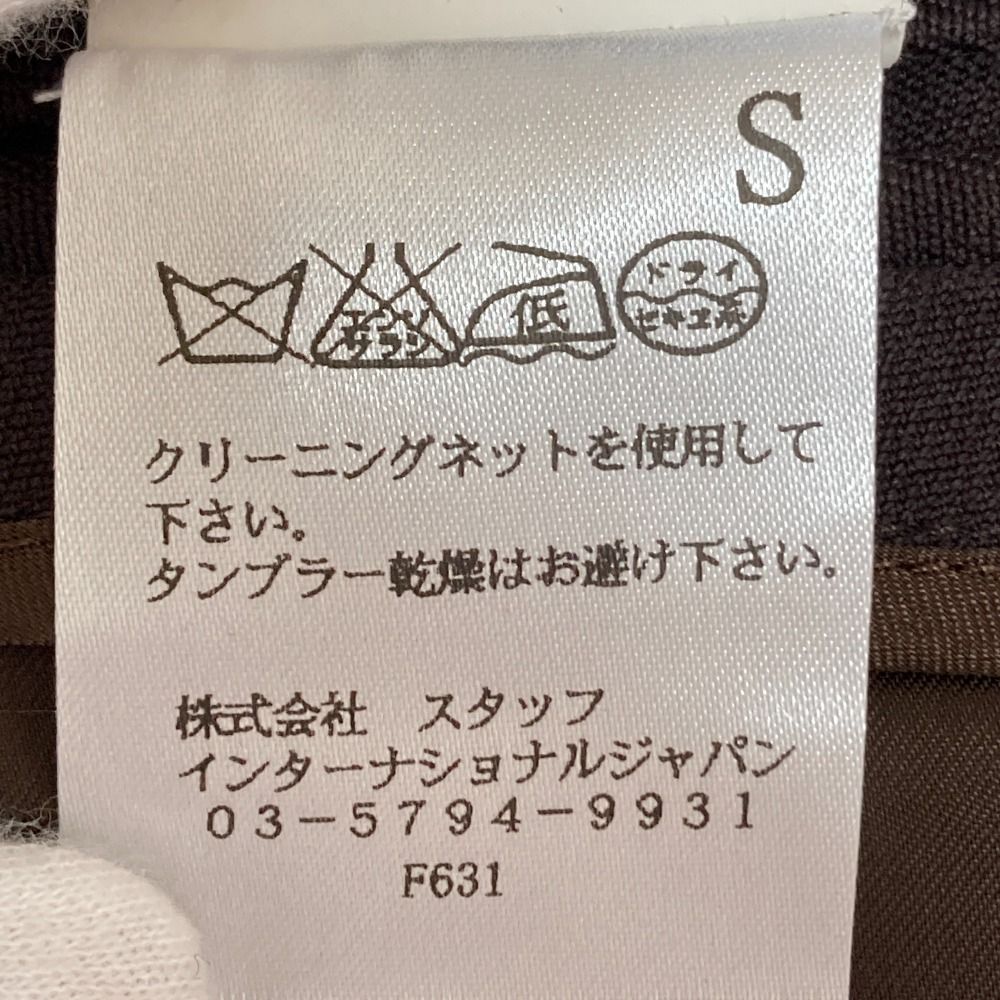 S
エンソ
サラシ
低
ドライ
セキユ系
クリーニングネットを使用して
下さい。
タンブラー乾燥はお避け下さい。
株式会社　スタッフ
インターナショナルジャパン
03-5794-9931
F631